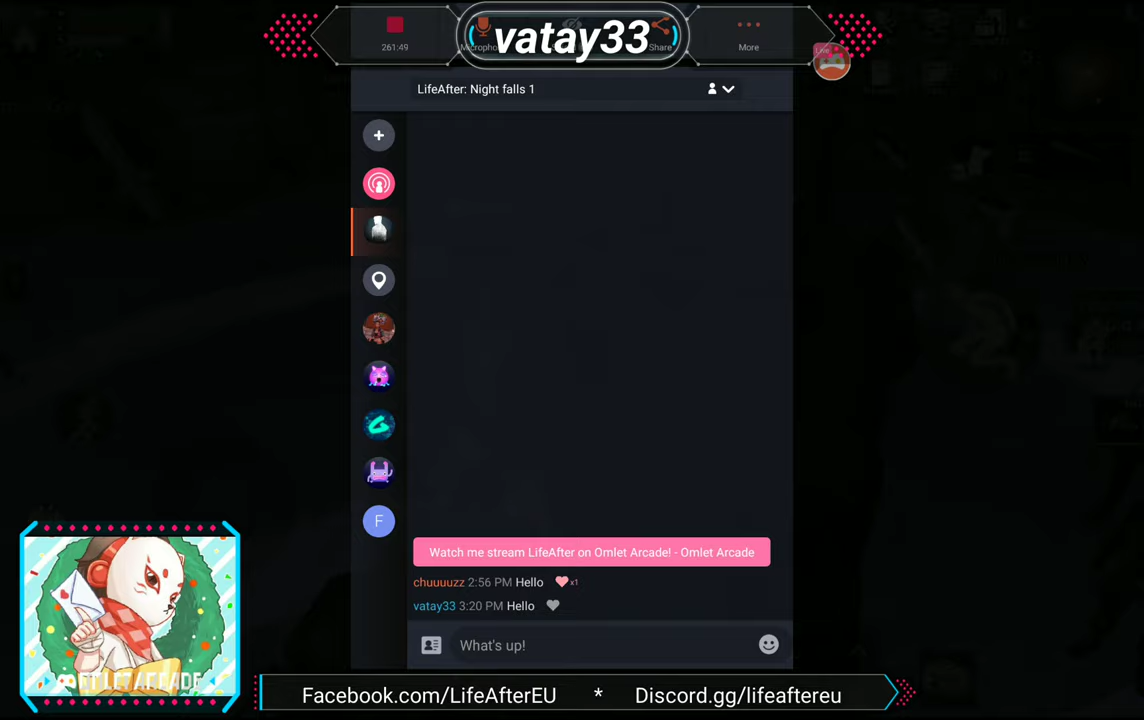 vatay33
261:49
Share
More
Live
LifeAfter: Night falls 1
Watch me stream LifeAfter on Omlet Arcade! - Omlet Arcade
chuuuuzz 2:56 PM Hello x1
vatay33 3:20 PM Hello
What's up!
F
Facebook.com/LifeAfterEU * Discord.gg/lifeaftereu